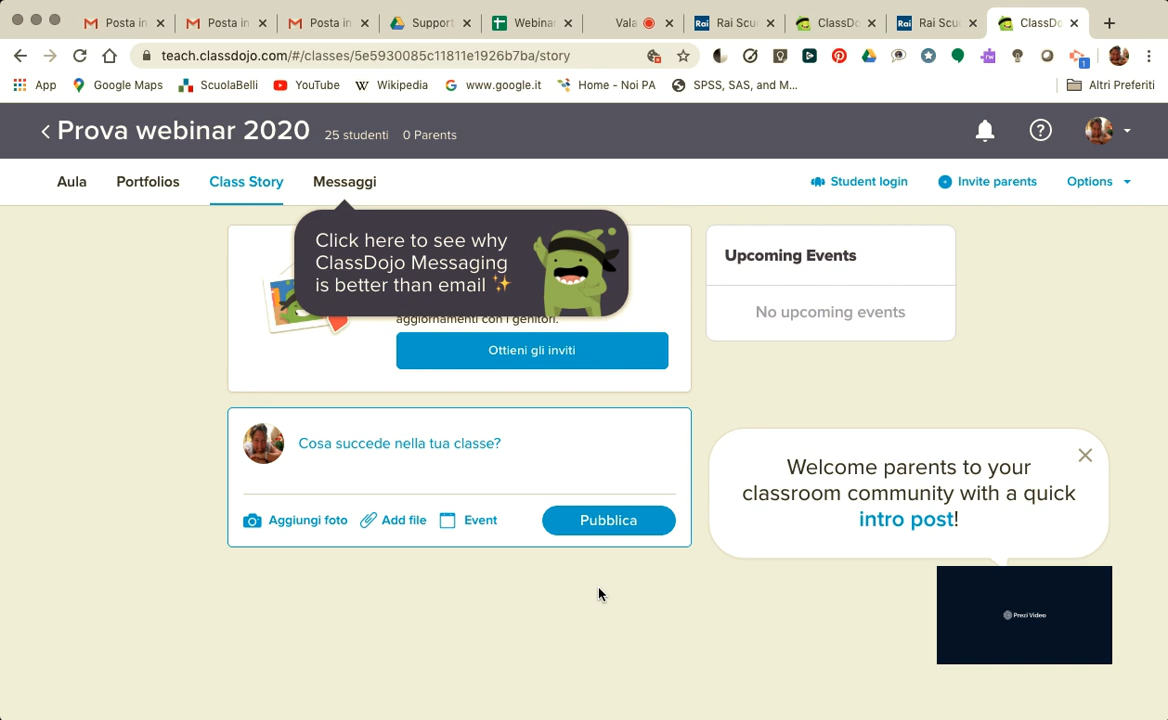 Posta in
Posta in
Posta in
Support
Webinar
Vala
Rai Scu
ClassDo
Rai Scu
ClassDo
teach.classdojo.com/#/classes/5e5930085c11811e1926b7ba/story
1
App
Google Maps
ScuolaBelli
YouTube
Wikipedia
www.google.it
Home - Noi PA
SPSS, SAS, and M...
Altri Preferiti
Prova webinar 2020
25 studenti
0 Parents
Aula
Portfolios
Class Story
Messaggi
Student login
Invite parents
Options
Click here to see why
ClassDojo Messaging
is better than email
aggiornamenti con i genitori.
Ottieni gli inviti
Upcoming Events
No upcoming events
Cosa succede nella tua classe?
Aggiungi foto
Add file
Event
Pubblica
Welcome parents to your
classroom community with a quick
intro post!
Prezi Video